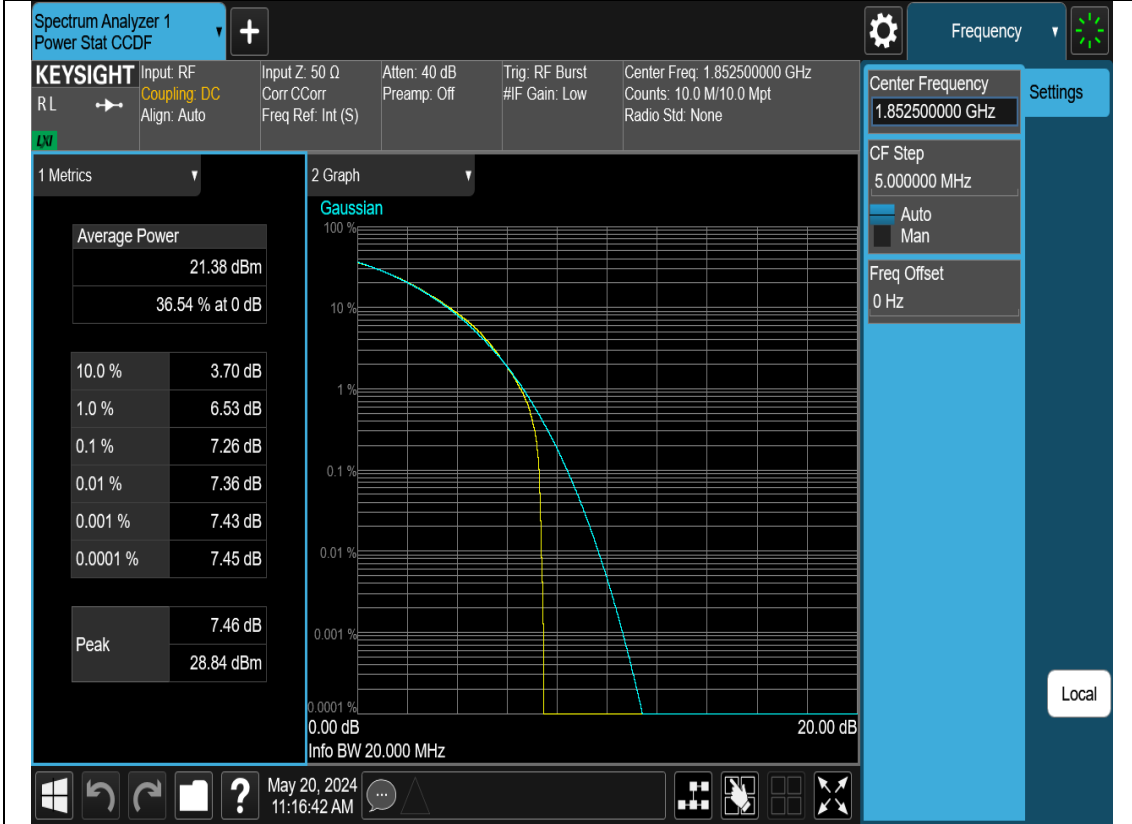 Spectrum Analyzer 1
Power Stat CCDF
Frequency
KEYSIGHT
RL
LXI
Input: RF
Coupling: DC
Align: Auto
Input Z: 50 Ω
Corr CCorr
Freq Ref: Int (S)
Atten: 40 dB
Preamp: Off
Trig: RF Burst
#IF Gain: Low
Center Freq: 1.852500000 GHz
Counts: 10.0 M/10.0 Mpt
Radio Std: None
Center Frequency
1.852500000 GHz
Settings
CF Step
5.000000 MHz
Auto
Man
Freq Offset
0 Hz
Local
1 Metrics
Average Power
21.38 dBm
36.54 % at 0 dB
10.0 % 3.70 dB
1.0 % 6.53 dB
0.1 % 7.26 dB
0.01 % 7.36 dB
0.001 % 7.43 dB
0.0001 % 7.45 dB
Peak
7.46 dB
28.84 dBm
2 Graph
Gaussian
100 %
10 %
1 %
0.1 %
0.01 %
0.001 %
0.0001 %
0.00 dB 20.00 dB
Info BW 20.000 MHz
?
May 20, 2024
11:16:42 AM